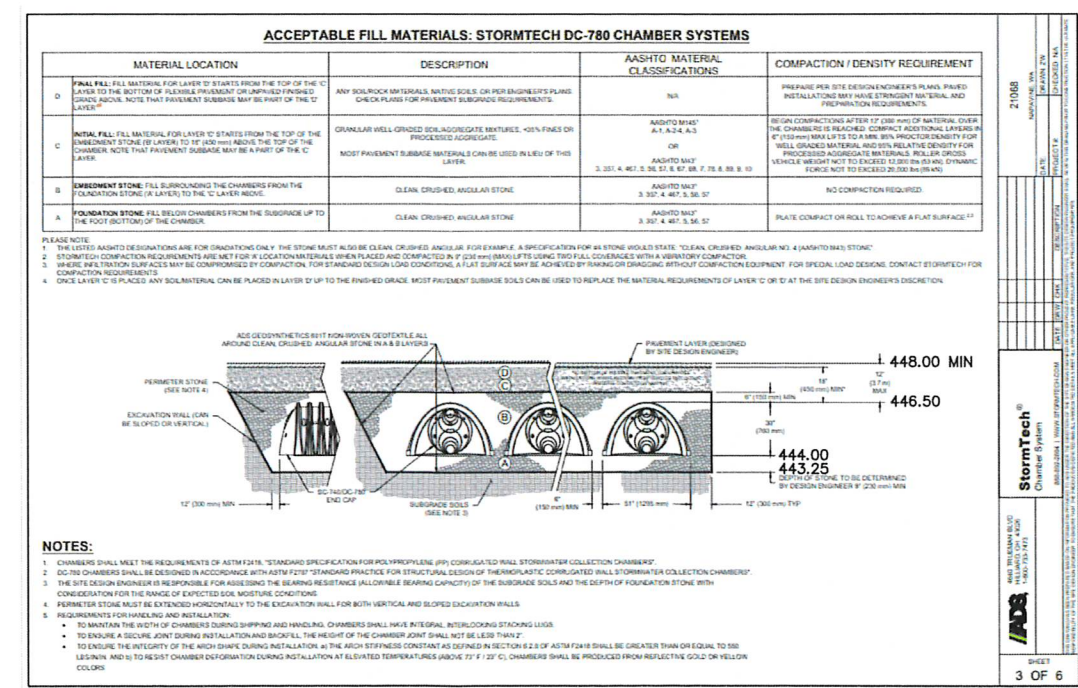 ACCEPTABLE FILL MATERIALS: STORMTECH DC-780 CHAMBER SYSTEMS
MATERIAL LOCATION
DESCRIPTION
AASHTO MATERIAL
CLASSIFICATIONS
COMPACTION / DENSITY REQUIREMENT
D
FINAL FILL: FILL MATERIAL FOR LAYER 'D' STARTS FROM THE TOP OF THE 'C'
LAYER TO THE BOTTOM OF FLEXIBLE PAVEMENT OR UNPAVED FINISHED
GRADE ABOVE. NOTE THAT PAVEMENT SUBBASE MAY BE PART OF THE 'D'
LAYER
ANY SOIL/ROCK MATERIALS, NATIVE SOILS, OR PER ENGINEER'S PLANS.
CHECK PLANS FOR PAVEMENT SUBGRADE REQUIREMENTS.
N/A
PREPARE PER SITE DESIGN ENGINEER'S PLANS. PAVED
INSTALLATIONS MAY HAVE STRINGENT MATERIAL AND
PREPARATION REQUIREMENTS.
C
INITIAL FILL: FILL MATERIAL FOR LAYER 'C' STARTS FROM THE TOP OF THE
EMBEDMENT STONE ('B' LAYER) TO 18" (450 mm) ABOVE THE TOP OF THE
CHAMBER. NOTE THAT PAVEMENT SUBBASE MAY BE A PART OF THE 'C'
LAYER.
GRANULAR WELL-GRADED SOIL/AGGREGATE MIXTURES, <35% FINES OR
PROCESSED AGGREGATE.
MOST PAVEMENT SUBBASE MATERIALS CAN BE USED IN LIEU OF THIS
LAYER.
AASHTO M145¹
A-1, A-2-4, A-3
OR
AASHTO M43¹
3, 357, 4, 467, 5, 56, 57, 6, 67, 68, 7, 78, 8, 89, 9, 10
BEGIN COMPACTIONS AFTER 12" (300 mm) OF MATERIAL OVER
THE CHAMBERS IS REACHED. COMPACT ADDITIONAL LAYERS IN
6" (150 mm) MAX LIFTS TO A MIN. 95% PROCTOR DENSITY FOR
WELL GRADED MATERIAL AND 95% RELATIVE DENSITY FOR
PROCESSED AGGREGATE MATERIALS. ROLLER GROSS
VEHICLE WEIGHT NOT TO EXCEED 12,000 lbs (53 kN). DYNAMIC
FORCE NOT TO EXCEED 20,000 lbs (89 kN)
B
EMBEDMENT STONE: FILL SURROUNDING THE CHAMBERS FROM THE
FOUNDATION STONE ('A' LAYER) TO THE 'C' LAYER ABOVE.
CLEAN, CRUSHED, ANGULAR STONE
AASHTO M43¹
3, 357, 4, 467, 5, 56, 57
NO COMPACTION REQUIRED.
A
FOUNDATION STONE: FILL BELOW CHAMBERS FROM THE SUBGRADE UP TO
THE FOOT (BOTTOM) OF THE CHAMBER.
CLEAN, CRUSHED, ANGULAR STONE
AASHTO M43¹
3, 357, 4, 467, 5, 56, 57
PLATE COMPACT OR ROLL TO ACHIEVE A FLAT SURFACE.²,³
PLEASE NOTE:
1. THE LISTED AASHTO DESIGNATIONS ARE FOR GRADATIONS ONLY. THE STONE MUST ALSO BE CLEAN, CRUSHED, ANGULAR. FOR EXAMPLE, A SPECIFICATION FOR #4 STONE WOULD STATE: "CLEAN, CRUSHED, ANGULAR NO. 4 (AASHTO M43) STONE".
2. STORMTECH COMPACTION REQUIREMENTS ARE MET FOR 'A' LOCATION MATERIALS WHEN PLACED AND COMPACTED IN 9" (230 mm) (MAX) LIFTS USING TWO FULL COVERAGES WITH A VIBRATORY COMPACTOR.
3. WHERE INFILTRATION SURFACES MAY BE COMPROMISED BY COMPACTION, FOR STANDARD DESIGN LOAD CONDITIONS, A FLAT SURFACE MAY BE ACHIEVED BY RAKING OR DRAGGING WITHOUT COMPACTION EQUIPMENT. FOR SPECIAL LOAD DESIGNS, CONTACT STORMTECH FOR
COMPACTION REQUIREMENTS.
4. ONCE LAYER 'C' IS PLACED, ANY SOIL/MATERIAL CAN BE PLACED IN LAYER 'D' UP TO THE FINISHED GRADE. MOST PAVEMENT SUBBASE SOILS CAN BE USED TO REPLACE THE MATERIAL REQUIREMENTS OF LAYER 'C' OR 'D' AT THE SITE DESIGN ENGINEER'S DISCRETION.
ADS GEOSYNTHETICS 601T NON-WOVEN GEOTEXTILE ALL
AROUND CLEAN, CRUSHED, ANGULAR STONE IN A & B LAYERS
PAVEMENT LAYER (DESIGNED
BY SITE DESIGN ENGINEER)
PERIMETER STONE
(SEE NOTE 4)
EXCAVATION WALL (CAN
BE SLOPED OR VERTICAL)
D
C
B
A
448.00 MIN
12'
(3.7 m)
MAX
18"
(450 mm) MIN*
6" (150 mm) MIN
446.50
30"
(760 mm)
444.00
443.25
DEPTH OF STONE TO BE DETERMINED
BY DESIGN ENGINEER 9" (230 mm) MIN
12" (300 mm) MIN
SC-740/DC-780
END CAP
SUBGRADE SOILS
(SEE NOTE 3)
6"
(150 mm) MIN
51" (1295 mm)
12" (300 mm) TYP
NOTES:
1. CHAMBERS SHALL MEET THE REQUIREMENTS OF ASTM F2418, "STANDARD SPECIFICATION FOR POLYPROPYLENE (PP) CORRUGATED WALL STORMWATER COLLECTION CHAMBERS".
2. DC-780 CHAMBERS SHALL BE DESIGNED IN ACCORDANCE WITH ASTM F2787 "STANDARD PRACTICE FOR STRUCTURAL DESIGN OF THERMOPLASTIC CORRUGATED WALL STORMWATER COLLECTION CHAMBERS".
3. THE SITE DESIGN ENGINEER IS RESPONSIBLE FOR ASSESSING THE BEARING RESISTANCE (ALLOWABLE BEARING CAPACITY) OF THE SUBGRADE SOILS AND THE DEPTH OF FOUNDATION STONE WITH
CONSIDERATION FOR THE RANGE OF EXPECTED SOIL MOISTURE CONDITIONS.
4. PERIMETER STONE MUST BE EXTENDED HORIZONTALLY TO THE EXCAVATION WALL FOR BOTH VERTICAL AND SLOPED EXCAVATION WALLS.
5. REQUIREMENTS FOR HANDLING AND INSTALLATION:
• TO MAINTAIN THE WIDTH OF CHAMBERS DURING SHIPPING AND HANDLING, CHAMBERS SHALL HAVE INTEGRAL, INTERLOCKING STACKING LUGS.
• TO ENSURE A SECURE JOINT DURING INSTALLATION AND BACKFILL, THE HEIGHT OF THE CHAMBER JOINT SHALL NOT BE LESS THAN 2".
• TO ENSURE THE INTEGRITY OF THE ARCH SHAPE DURING INSTALLATION, a) THE ARCH STIFFNESS CONSTANT AS DEFINED IN SECTION 6.2.8 OF ASTM F2418 SHALL BE GREATER THAN OR EQUAL TO 550
LBS/IN/IN. AND b) TO RESIST CHAMBER DEFORMATION DURING INSTALLATION AT ELEVATED TEMPERATURES (ABOVE 73° F / 23° C), CHAMBERS SHALL BE PRODUCED FROM REFLECTIVE GOLD OR YELLOW
COLORS.
21068
NAPAVINE, WA
DATE:
DRAWN: ZW
PROJECT #:
CHECKED: NA
DATE
DRW
CHK
DESCRIPTION
StormTech®
Chamber System
888-892-2694 | WWW.STORMTECH.COM
4640 TRUEMAN BLVD
HILLIARD, OH 43026
1-800-733-7473
ADS
SHEET
3 OF 6